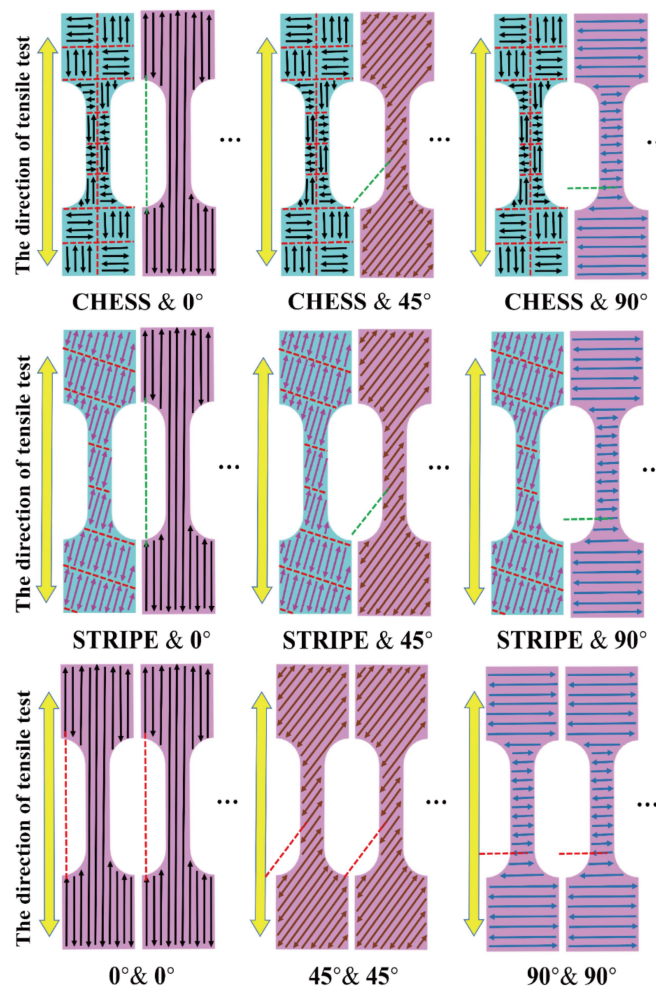 The direction of tensile test
...
...
...
CHESS & 0°
CHESS & 45°
CHESS & 90°
The direction of tensile test
...
...
...
STRIPE & 0°
STRIPE & 45°
STRIPE & 90°
The direction of tensile test
...
...
...
0°& 0°
45°& 45°
90°& 90°